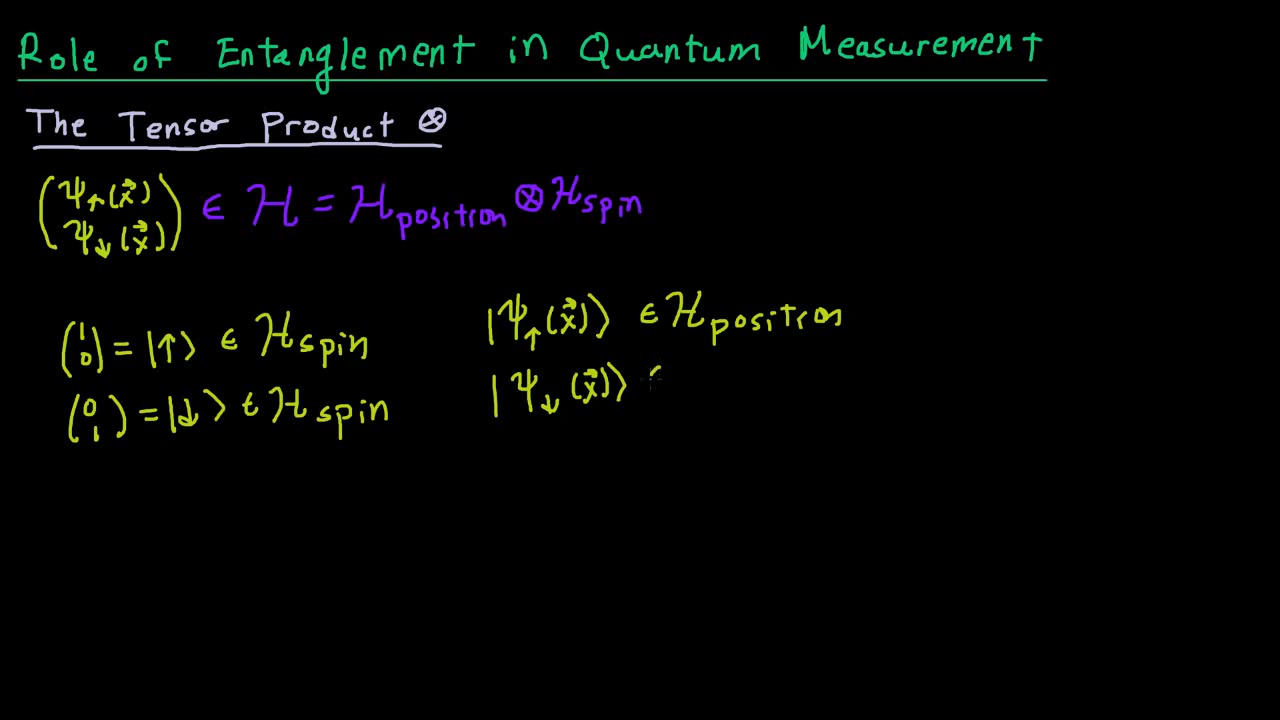 Role of Entanglement in Quantum Measurement
The Tensor Product ⊗
(Ψ↑(x⃗) Ψ↓(x⃗)) ∈ ℋ = ℋposition ⊗ ℋspin
(1 0) = |↑⟩ ∈ ℋspin
|Ψ↑(x⃗)⟩ ∈ ℋposition
(0 1) = |↓⟩ ∈ ℋspin
|Ψ↓(x⃗)⟩